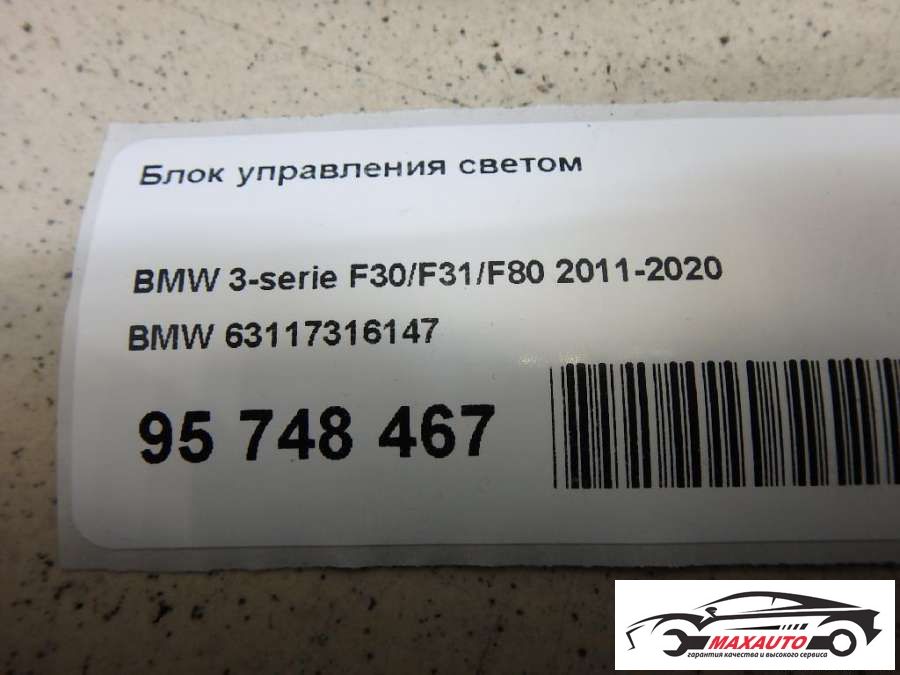 Блок управления светом
BMW 3-serie F30/F31/F80 2011-2020
BMW 63117316147
95 748 467
MAXAUTO
гарантия качества и высокого сервиса